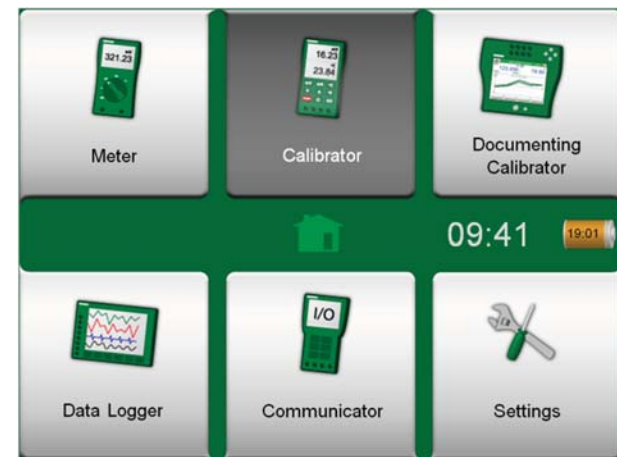 321.23
16.23
23.84
Meter
Calibrator
Documenting
Calibrator
09:41
19:01
I/O
Data Logger
Communicator
Settings